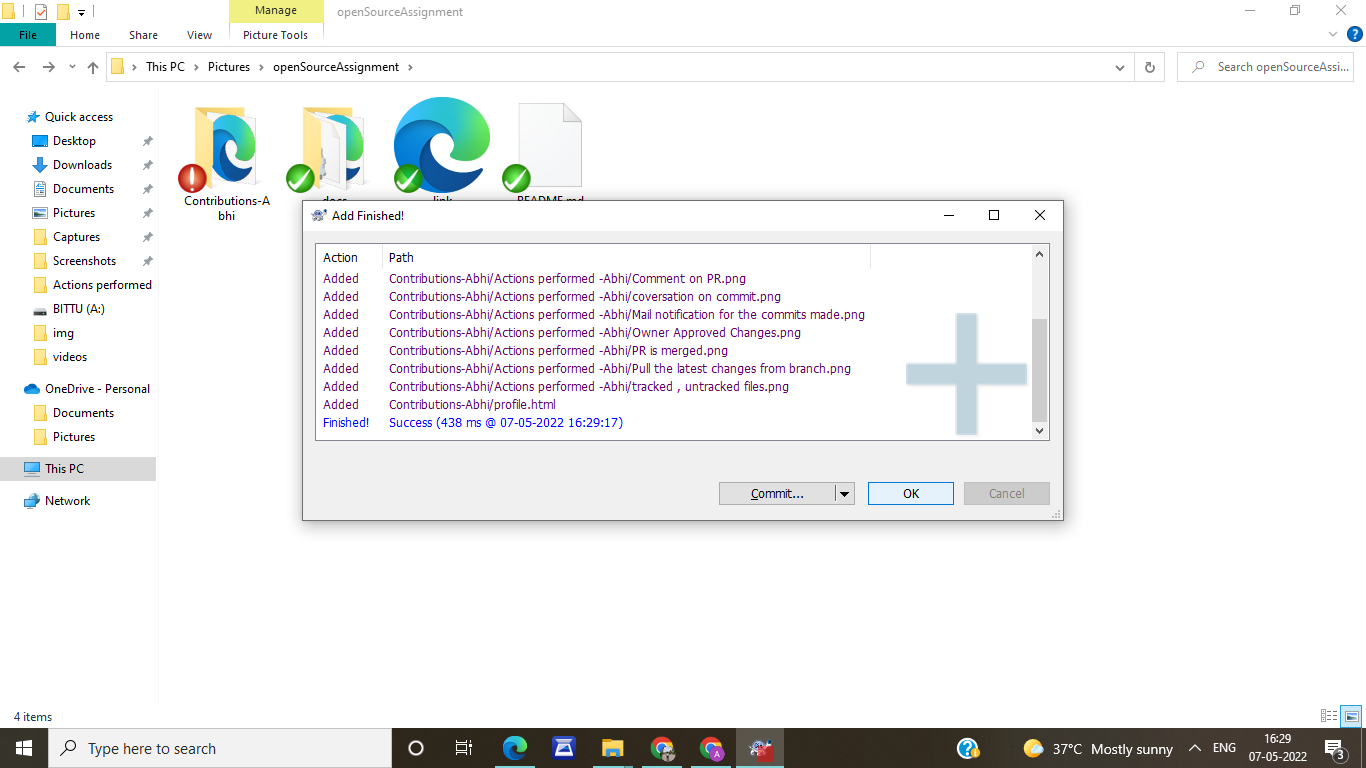 Manage
openSourceAssignment
File
Home
Share
View
Picture Tools
This PC
Pictures
openSourceAssignment
Search openSourceAssi...
Quick access
Desktop
Downloads
Documents
Pictures
Captures
Screenshots
Actions performed
BITTU (A:)
img
videos
OneDrive - Personal
Documents
Pictures
This PC
Network
Contributions-A
bhi
docs
link
README.md
Add Finished!
Action Path
Added Contributions-Abhi/Actions performed -Abhi/Comment on PR.png
Added Contributions-Abhi/Actions performed -Abhi/coversation on commit.png
Added Contributions-Abhi/Actions performed -Abhi/Mail notification for the commits made.png
Added Contributions-Abhi/Actions performed -Abhi/Owner Approved Changes.png
Added Contributions-Abhi/Actions performed -Abhi/PR is merged.png
Added Contributions-Abhi/Actions performed -Abhi/Pull the latest changes from branch.png
Added Contributions-Abhi/Actions performed -Abhi/tracked , untracked files.png
Added Contributions-Abhi/profile.html
Finished! Success (438 ms @ 07-05-2022 16:29:17)
Commit...
OK
Cancel
4 items
Type here to search
A
37°C Mostly sunny
ENG
16:29
07-05-2022
3